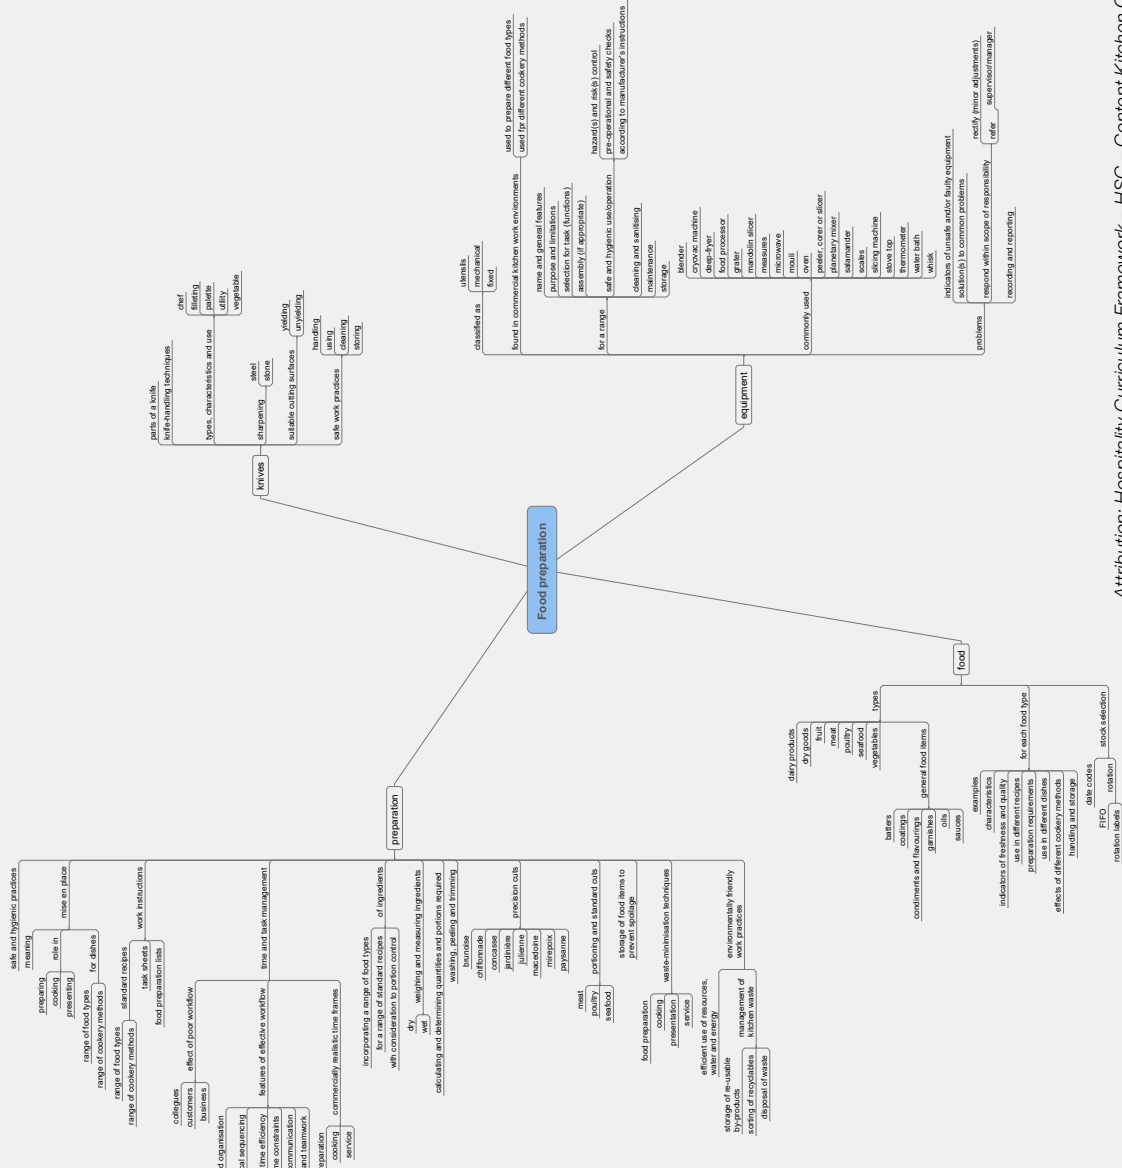 Food preparation
knives
parts of a knife
knife-handling techniques
types, characteristics and use
chef
filleting
palette
utility
vegetable
sharpening
steel
stone
suitable cutting surfaces
yielding
unyielding
safe work practices
handling
using
cleaning
storing
equipment
classified as
utensils
mechanical
fixed
found in commercial kitchen work environments
used to prepare different food types
used fpr different cookery methods
for a range
name and general features
purpose and limitations
selection for task (functions)
assembly (if appropriate)
safe and hygienic use/operation
hazard(s) and risk(s) control
pre-operational and safety checks
according to manufacturer's instructions
cleaning and sanitising
maintenance
storage
commonly used
blender
cryovac machine
deep-fryer
food processor
grater
mandolin slicer
measures
microwave
mouli
oven
peeler, corer or slicer
planetary mixer
salamander
scales
slicing machine
stove top
thermometer
water bath
whisk
problems
indicators of unsafe and/or faulty equipment
solution(s) to common problems
respond within scope of responsibility
rectify (minor adjustments)
refer
supervisor/manager
recording and reporting
food
types
dairy products
dry goods
fruit
meat
poultry
seafood
vegetables
general food items
batters
coatings
condiments and flavourings
garnishes
oils
sauces
for each food type
examples
characteristics
indicators of freshness and quality
use in different recipes
preparation requirements
use in different dishes
effects of different cookery methods
handling and storage
stock selection
date codes
rotation
FIFO
rotation labels
preparation
safe and hygienic practices
mise en place
meaning
role in
preparing
cooking
presenting
for dishes
range of food types
range of cookery methods
work instructions
standard recipes
range of food types
range of cookery methods
task sheets
food preparation lists
time and task management
effect of poor workflow
collegues
customers
business
features of effective workflow
organisation
sequencing
time efficiency
constraints
and teamwork
commercially realistic time frames
cooking
service
of ingredients
incorporating a range of food types
for a range of standard recipes
with consideration to portion control
weighing and measuring ingredients
dry
wet
calculating and determining quantities and portions required
washing, peeling and trimming
precision cuts
brunoise
chiffonnade
concasse
jardinière
julienne
macedoine
mirepoix
paysanne
portioning and standard cuts
meat
poultry
seafood
storage of food items to
prevent spoilage
waste-minimisation techniques
food preparation
cooking
presentation
service
environmentally friendly
work practices
efficient use of resources,
water and energy
management of
kitchen waste
storage of re-usable
by-products
sorting of recyclables
disposal of waste
Attribution: Hospitality Curriculum Framework HSC Content Kitchen